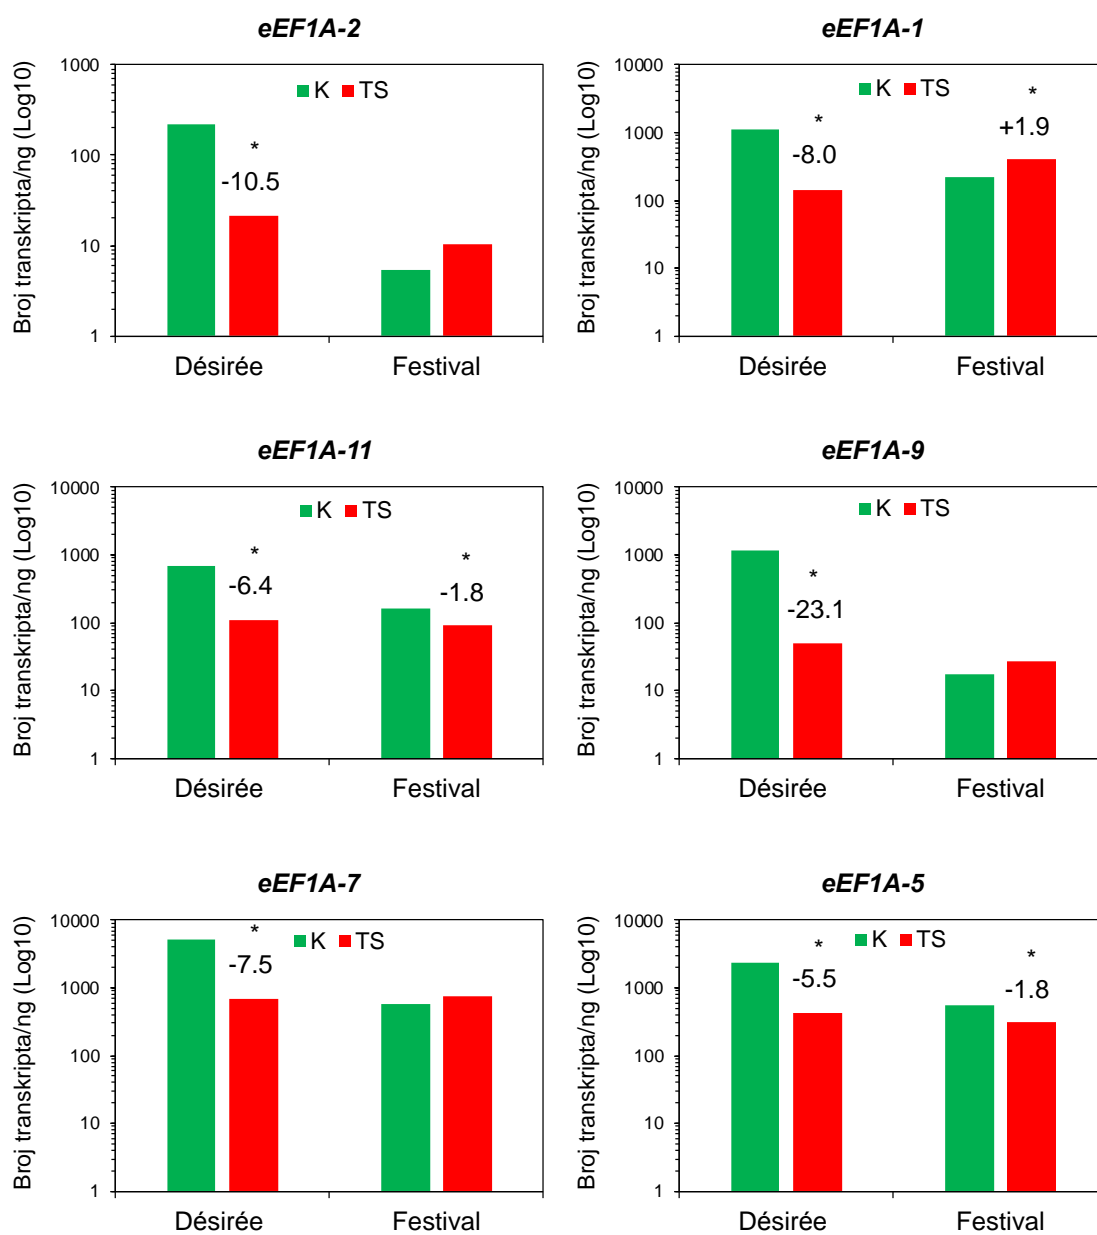 eEF1A-2
Broj transkripta/ng (Log10)
1000
100
10
1
K TS
*
-10.5
Désirée Festival
eEF1A-1
Broj transkripta/ng (Log10)
10000
1000
100
10
1
K TS
*
-8.0
*
+1.9
Désirée Festival
eEF1A-11
Broj transkripta/ng (Log10)
10000
1000
100
10
1
K TS
*
-6.4
*
-1.8
Désirée Festival
eEF1A-9
Broj transkripta/ng (Log10)
10000
1000
100
10
1
K TS
*
-23.1
Désirée Festival
eEF1A-7
Broj transkripta/ng (Log10)
10000
1000
100
10
1
K TS
*
-7.5
Désirée Festival
eEF1A-5
Broj transkripta/ng (Log10)
10000
1000
100
10
1
K TS
*
-5.5
*
-1.8
Désirée Festival